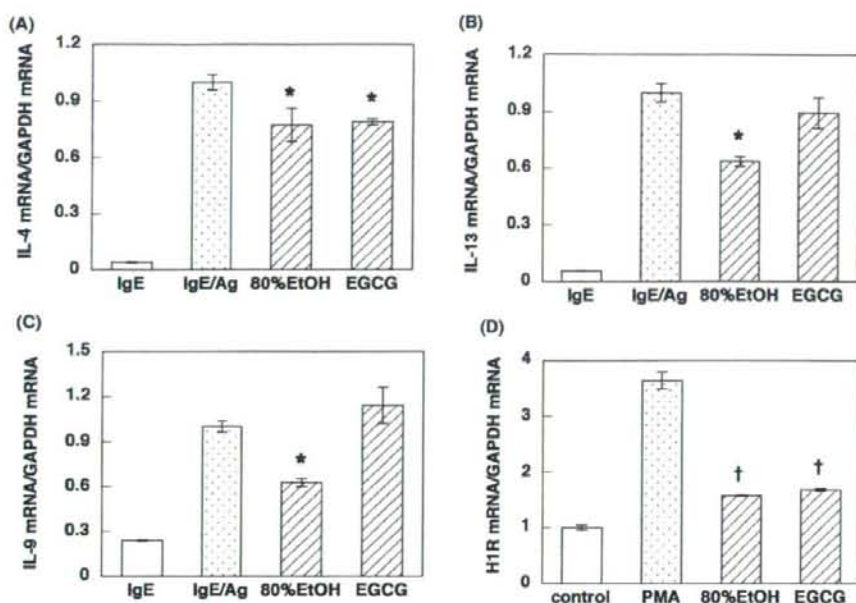 (A)
IL-4 mRNA/GAPDH mRNA
1.2
0.9
0.6
0.3
0
*
*
IgE IgE/Ag 80%EtOH EGCG
(B)
IL-13 mRNA/GAPDH mRNA
1.2
0.9
0.6
0.3
0
*
IgE IgE/Ag 80%EtOH EGCG
(C)
IL-9 mRNA/GAPDH mRNA
1.5
1.2
0.9
0.6
0.3
0
*
IgE IgE/Ag 80%EtOH EGCG
(D)
H1R mRNA/GAPDH mRNA
4
3
2
1
0
†
†
control PMA 80%EtOH EGCG